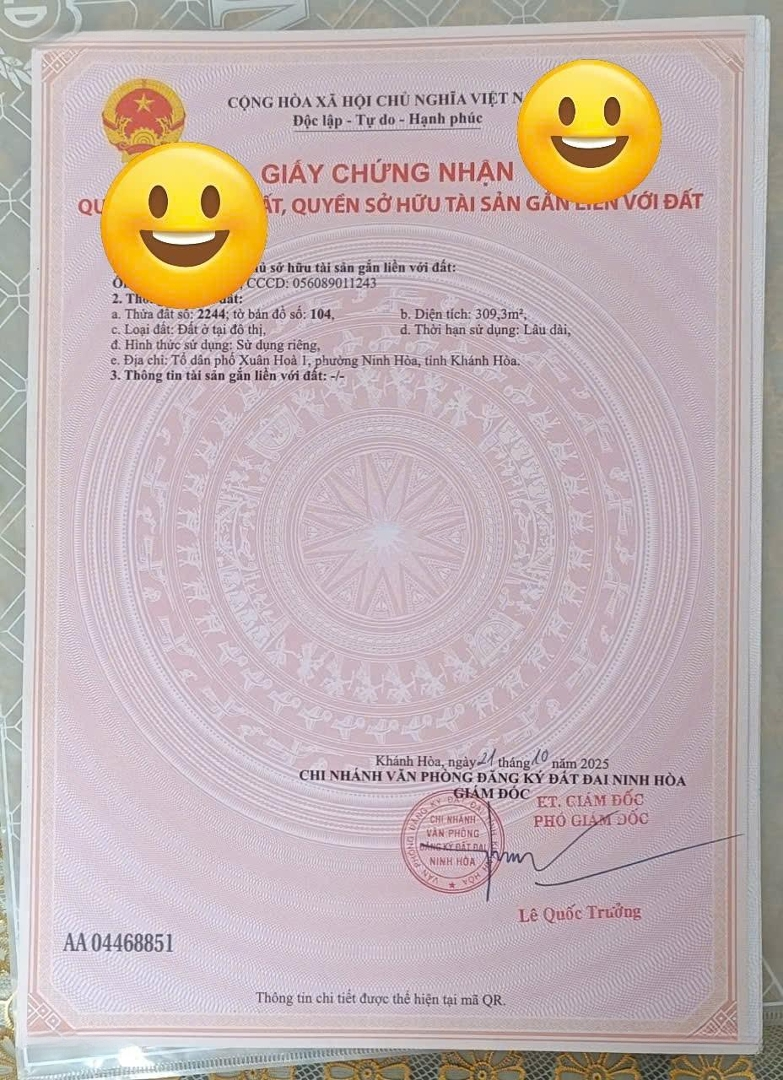 CỘNG HÒA XÃ HỘI CHỦ NGHĨA VIỆT N
Độc lập - Tự do - Hạnh phúc
GIẤY CHỨNG NHẬN
QU ẤT, QUYỀN SỞ HỮU TÀI SẢN GẮN LIỀN VỚI ĐẤT
sở hữu tài sản gắn liền với đất:
CCCD: 056089011243
2. Thô đất:
a. Thửa đất số: 2244; tờ bản đồ số: 104, b. Diện tích: 309,3m²,
c. Loại đất: Đất ở tại đô thị, d. Thời hạn sử dụng: Lâu dài,
đ. Hình thức sử dụng: Sử dụng riêng,
e. Địa chỉ: Tổ dân phố Xuân Hoà 1, phường Ninh Hòa, tỉnh Khánh Hòa.
3. Thông tin tài sản gắn liền với đất: -/-
Khánh Hòa, ngày 21 tháng 10 năm 2025
CHI NHÁNH VĂN PHÒNG ĐĂNG KÝ ĐẤT ĐAI NINH HÒA
GIÁM ĐỐC
KT. GIÁM ĐỐC
PHÓ GIÁM ĐỐC
CHI NHÁNH
VĂN PHÒNG
ĐĂNG KÝ ĐẤT ĐAI
NINH HÒA
Lê Quốc Trưởng
AA 04468851
Thông tin chi tiết được thể hiện tại mã QR.